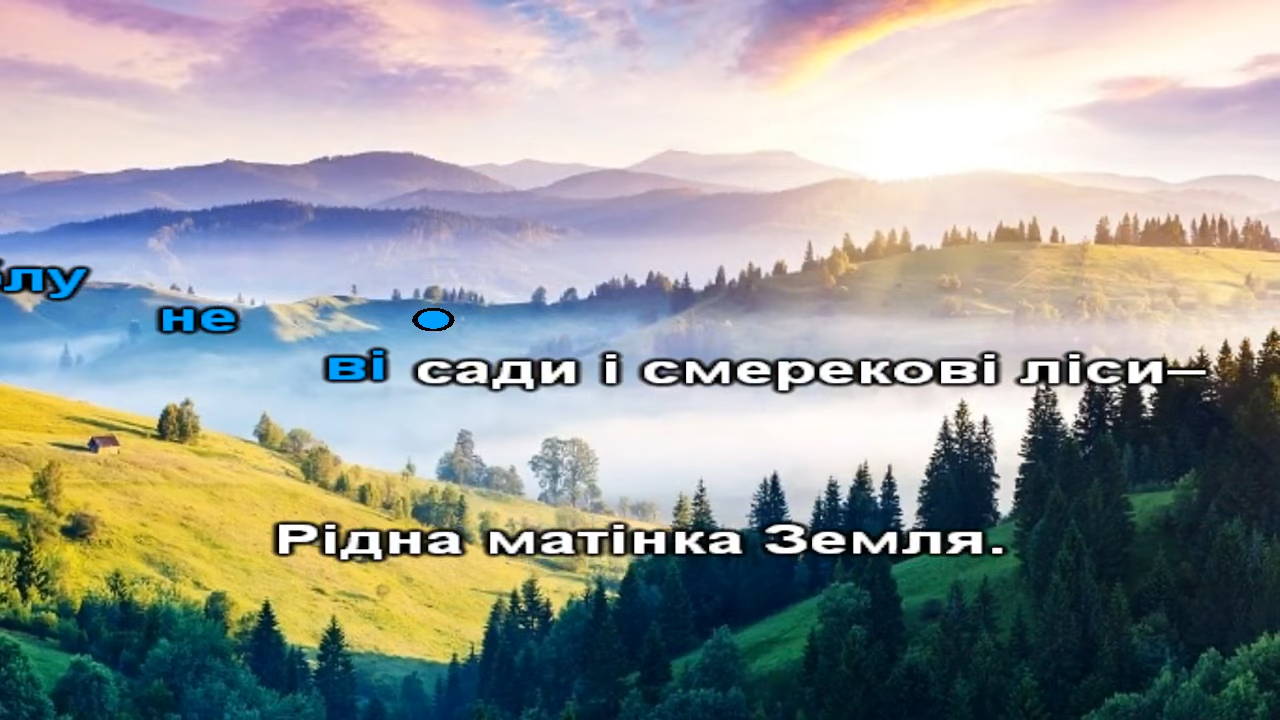 лу
не
ві сади і смерекові ліси–
Рідна матінка Земля.